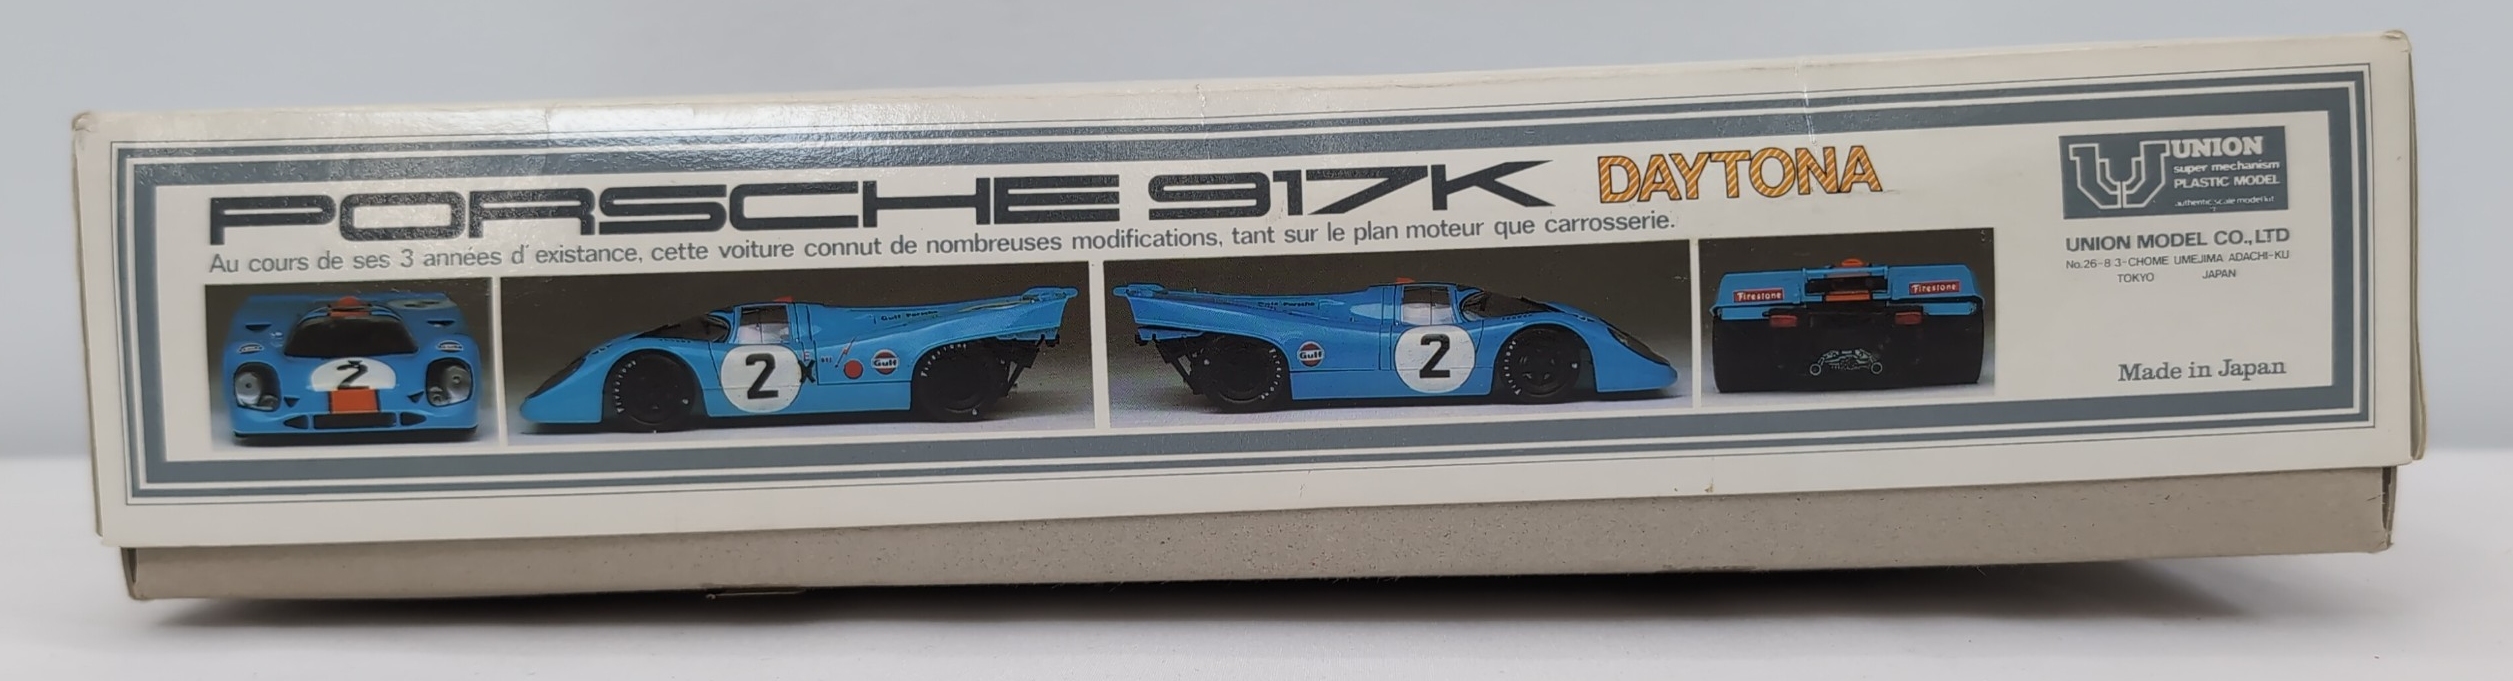 PORSCHE 917K DAYTONA
Au cours de ses 3 années d'existance, cette voiture connut de nombreuses modifications, tant sur le plan moteur que carrosserie.
2
2
Gulf Porsche
Gulf
2
Gulf
Firestone
Firestone
UNION
super mechanism
PLASTIC MODEL
authentic scale model kit
UNION MODEL CO.,LTD
No.26-8 3-CHOME UMEJIMA ADACHI-KU
TOKYO JAPAN
Made in Japan